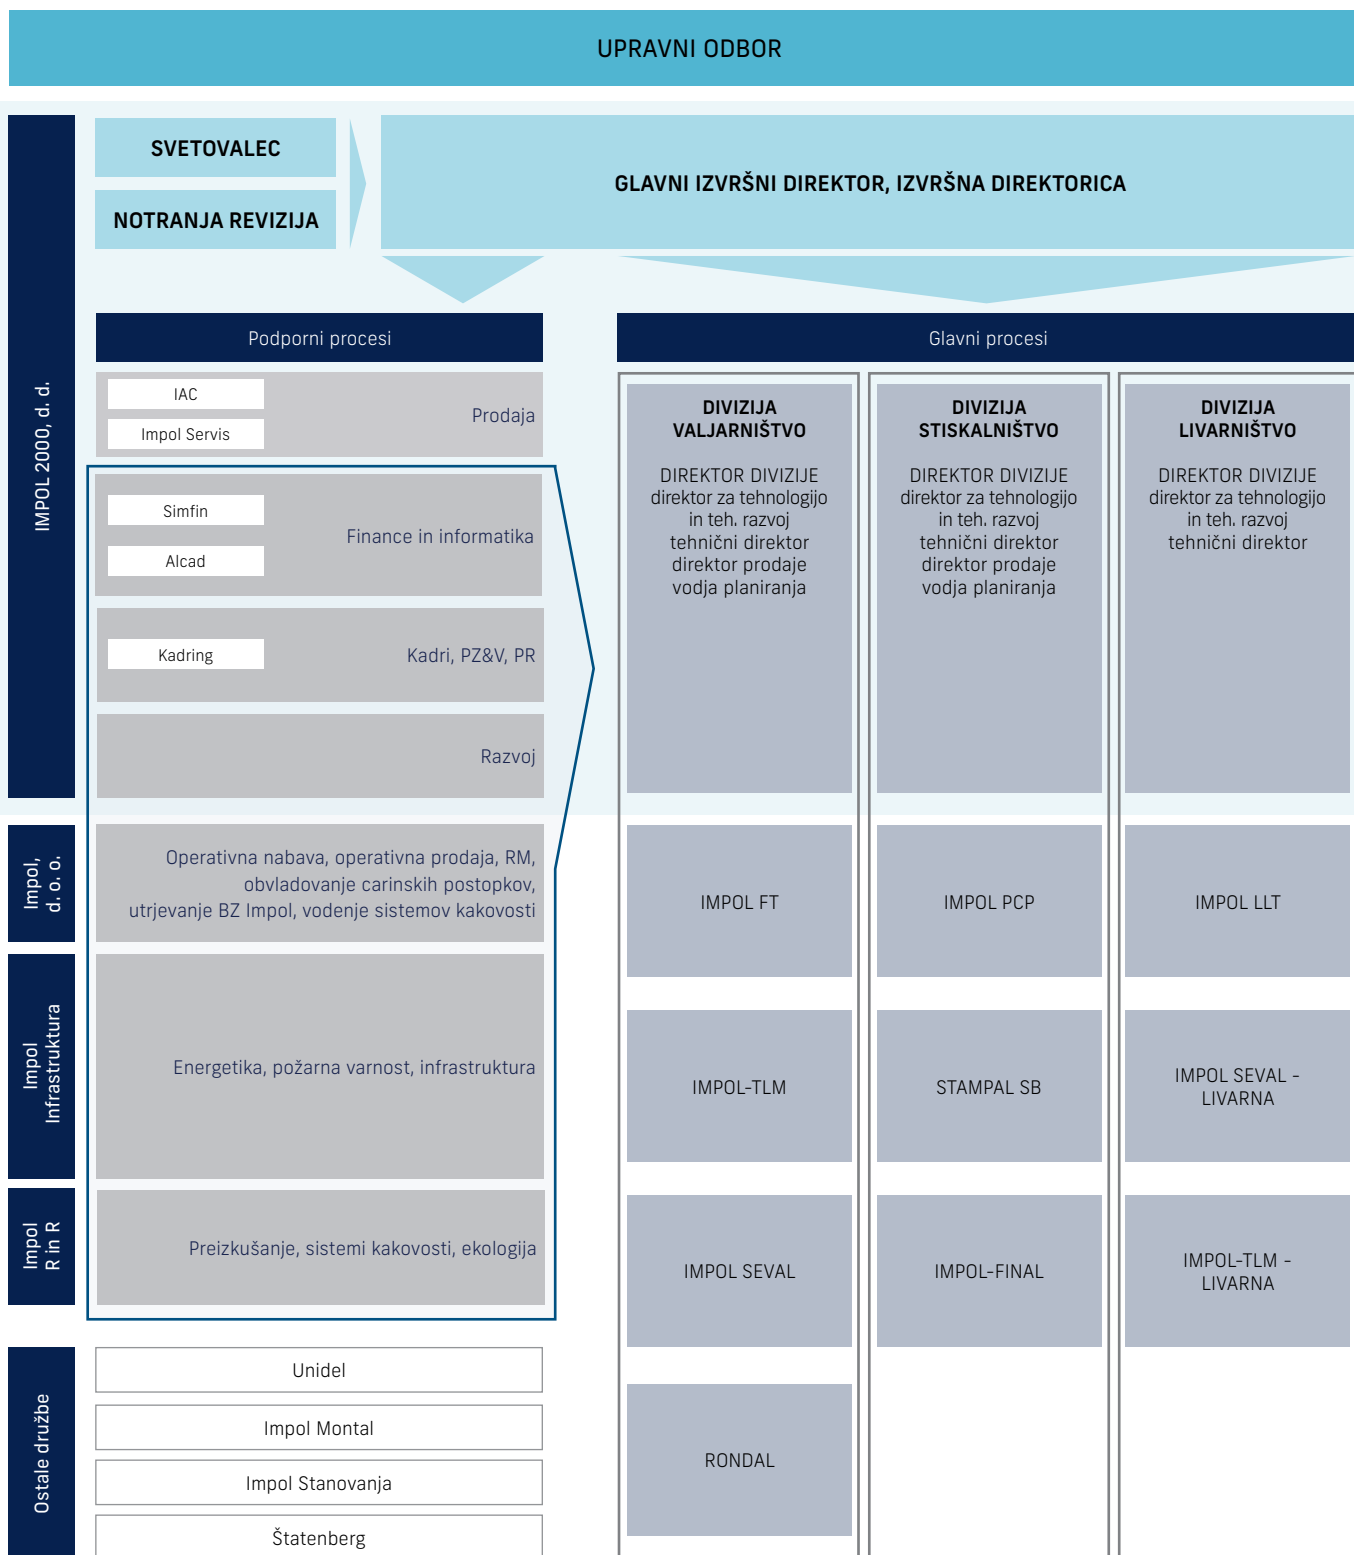 UPRAVNI ODBOR
IMPOL 2000, d. d.
SVETOVALEC
NOTRANJA REVIZIJA
GLAVNI IZVRŠNI DIREKTOR, IZVRŠNA DIREKTORICA
Podporni procesi
IAC
Impol Servis
Prodaja
Simfin
Alcad
Finance in informatika
Kadring
Kadri, PZ&V, PR
Razvoj
Impol,
d. o. o.
Operativna nabava, operativna prodaja, RM,
obvladovanje carinskih postopkov,
utrjevanje BZ Impol, vodenje sistemov kakovosti
Impol
Infrastruktura
Energetika, požarna varnost, infrastruktura
Impol
R in R
Preizkušanje, sistemi kakovosti, ekologija
Ostale družbe
Unidel
Impol Montal
Impol Stanovanja
Štatenberg
Glavni procesi
DIVIZIJA
VALJARNIŠTVO
DIREKTOR DIVIZIJE
direktor za tehnologijo
in teh. razvoj
tehnični direktor
direktor prodaje
vodja planiranja
IMPOL FT
IMPOL-TLM
IMPOL SEVAL
RONDAL
DIVIZIJA
STISKALNIŠTVO
DIREKTOR DIVIZIJE
direktor za tehnologijo
in teh. razvoj
tehnični direktor
direktor prodaje
vodja planiranja
IMPOL PCP
STAMPAL SB
IMPOL-FINAL
DIVIZIJA
LIVARNIŠTVO
DIREKTOR DIVIZIJE
direktor za tehnologijo
in teh. razvoj
tehnični direktor
IMPOL LLT
IMPOL SEVAL -
LIVARNA
IMPOL-TLM -
LIVARNA